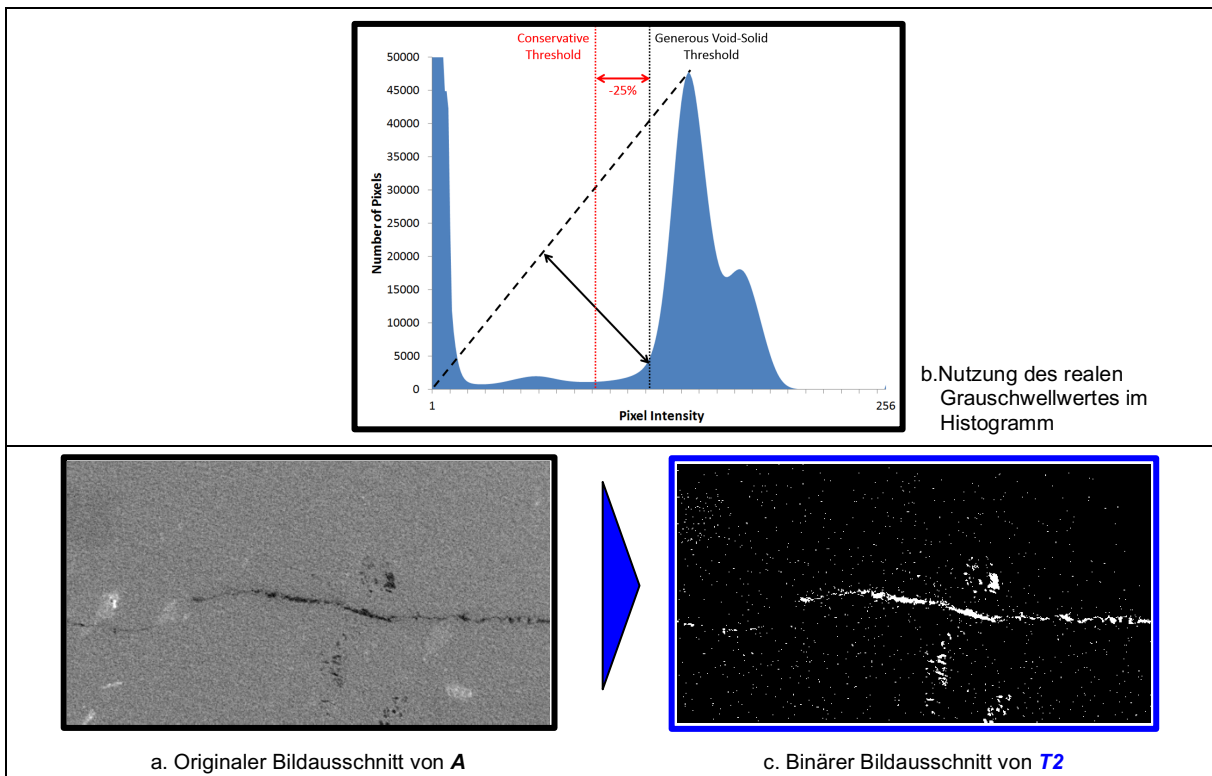 Conservative
Threshold
Generous Void-Solid
Threshold
-25%
50000
45000
40000
35000
30000
25000
20000
15000
10000
5000
0
Number of Pixels
1
256
Pixel Intensity
b.Nutzung des realen
Grauschwellwertes im
Histogramm
a. Originaler Bildausschnitt von A
c. Binärer Bildausschnitt von T2